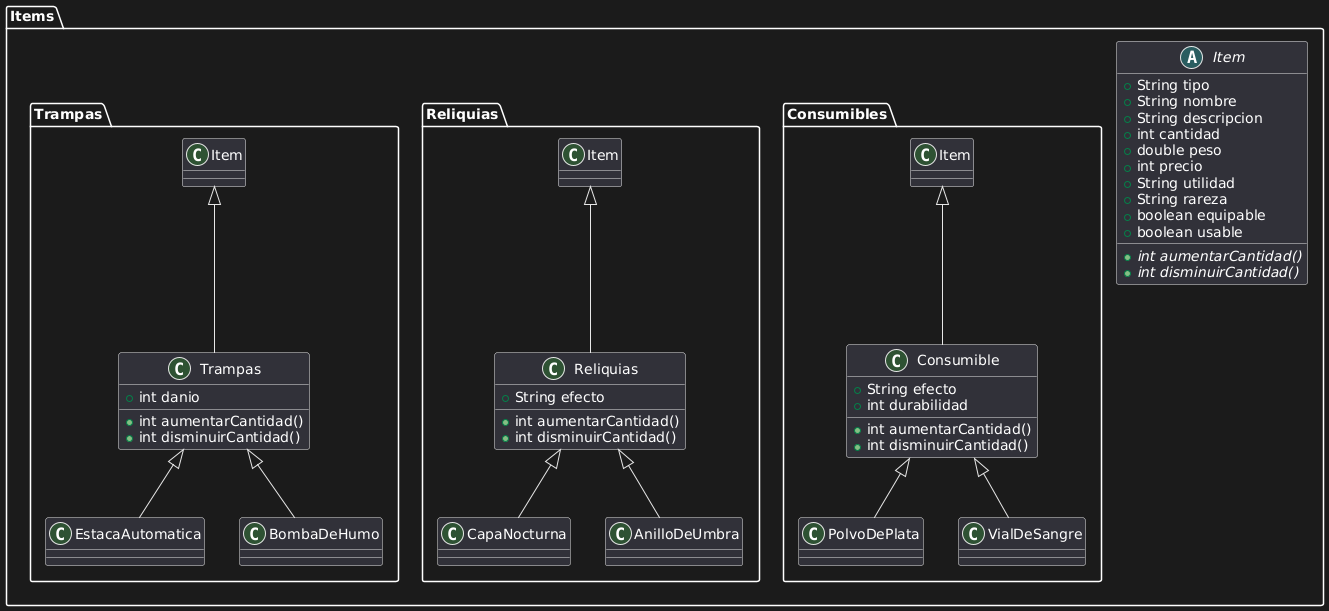 Items
A Item
String tipo
String nombre
String descripcion
int cantidad
double peso
int precio
String utilidad
String rareza
boolean equipable
boolean usable
int aumentarCantidad()
int disminuirCantidad()
Trampas
C Item
C Trampas
int danio
int aumentarCantidad()
int disminuirCantidad()
C EstacaAutomatica
C BombaDeHumo
Reliquias
C Item
C Reliquias
String efecto
int aumentarCantidad()
int disminuirCantidad()
C CapaNocturna
C AnilloDeUmbra
Consumibles
C Item
C Consumible
String efecto
int durabilidad
int aumentarCantidad()
int disminuirCantidad()
C PolvoDePlata
C VialDeSangre